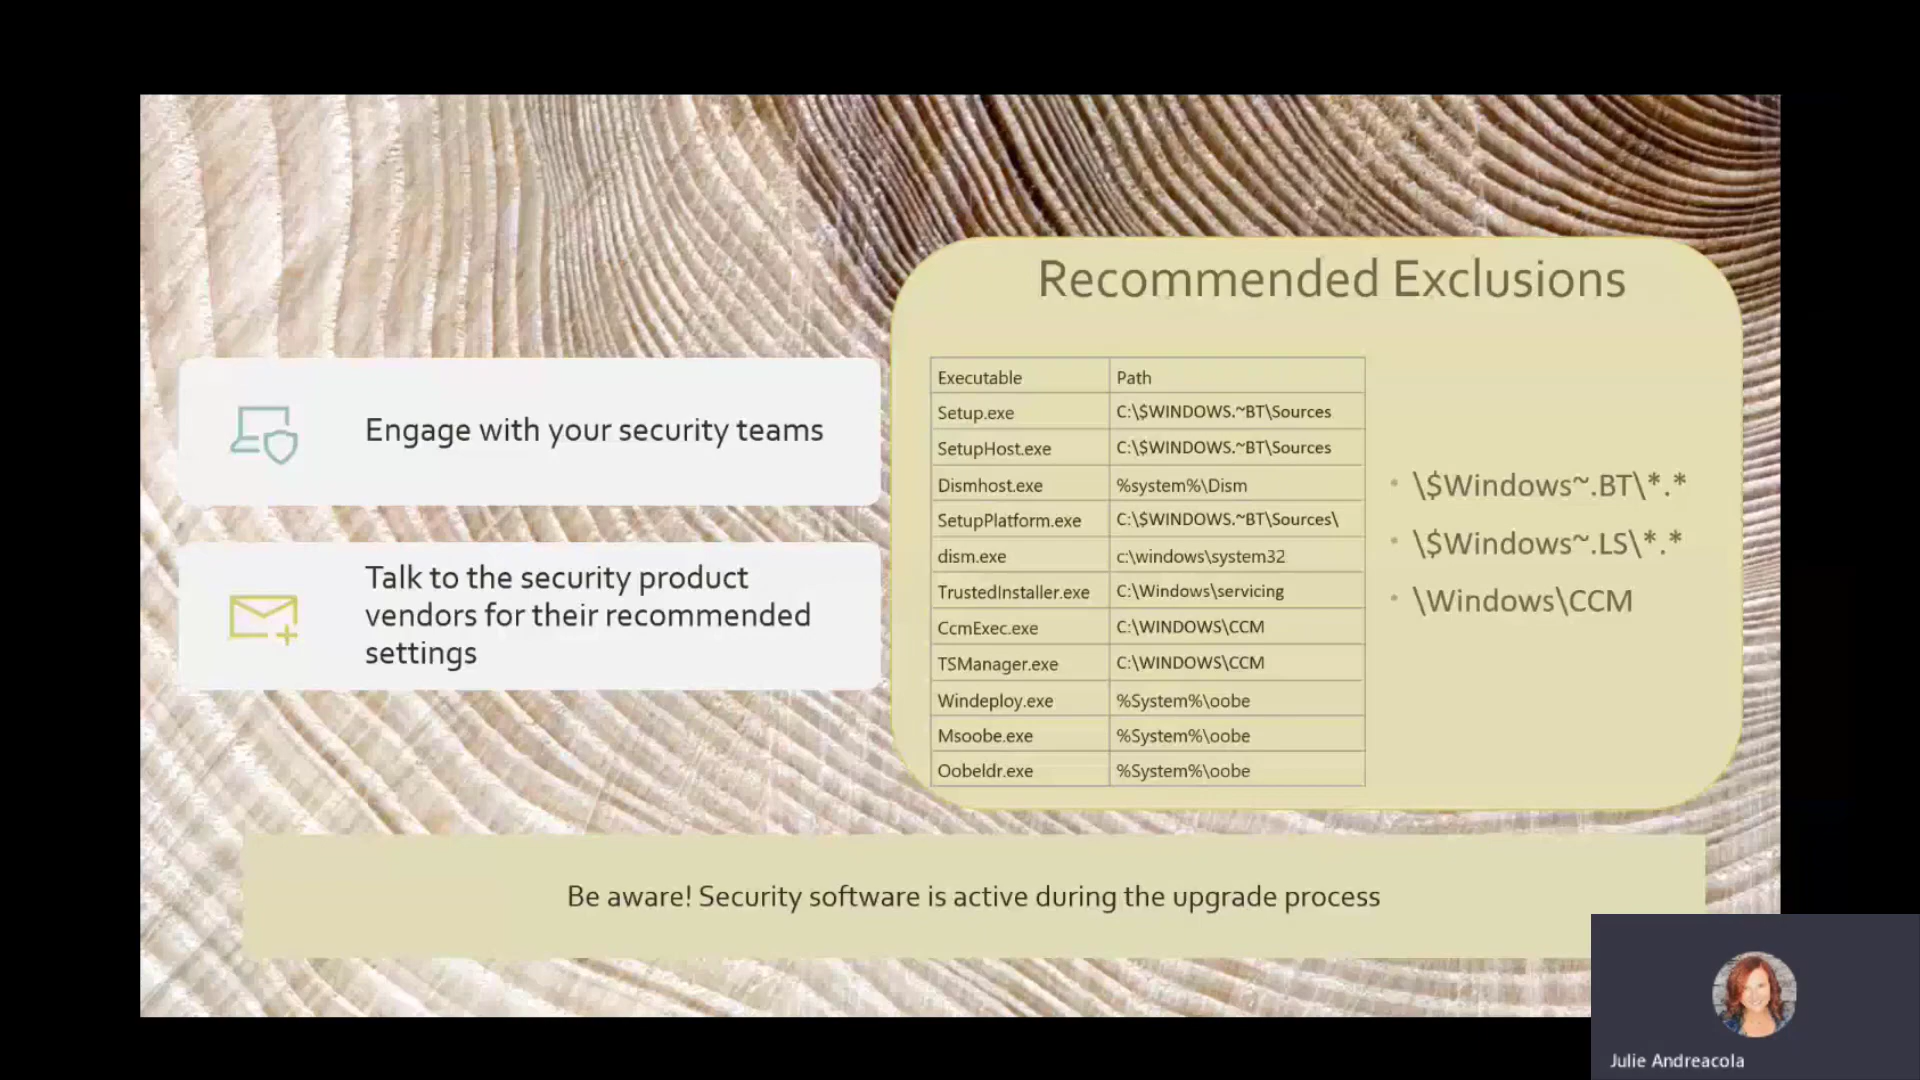 Recommended Exclusions
Engage with your security teams
Talk to the security product
vendors for their recommended
settings
Executable Path
Setup.exe C:\$WINDOWS.~BT\Sources
SetupHost.exe C:\$WINDOWS.~BT\Sources
Dismhost.exe %system%\Dism
SetupPlatform.exe C:\$WINDOWS.~BT\Sources\
dism.exe c:\windows\system32
TrustedInstaller.exe C:\Windows\servicing
CcmExec.exe C:\WINDOWS\CCM
TSManager.exe C:\WINDOWS\CCM
Windeploy.exe %System%\oobe
Msoobe.exe %System%\oobe
Oobeldr.exe %System%\oobe
• \$Windows~.BT\*.*
• \$Windows~.LS\*.*
• \Windows\CCM
Be aware! Security software is active during the upgrade process
Julie Andreacola